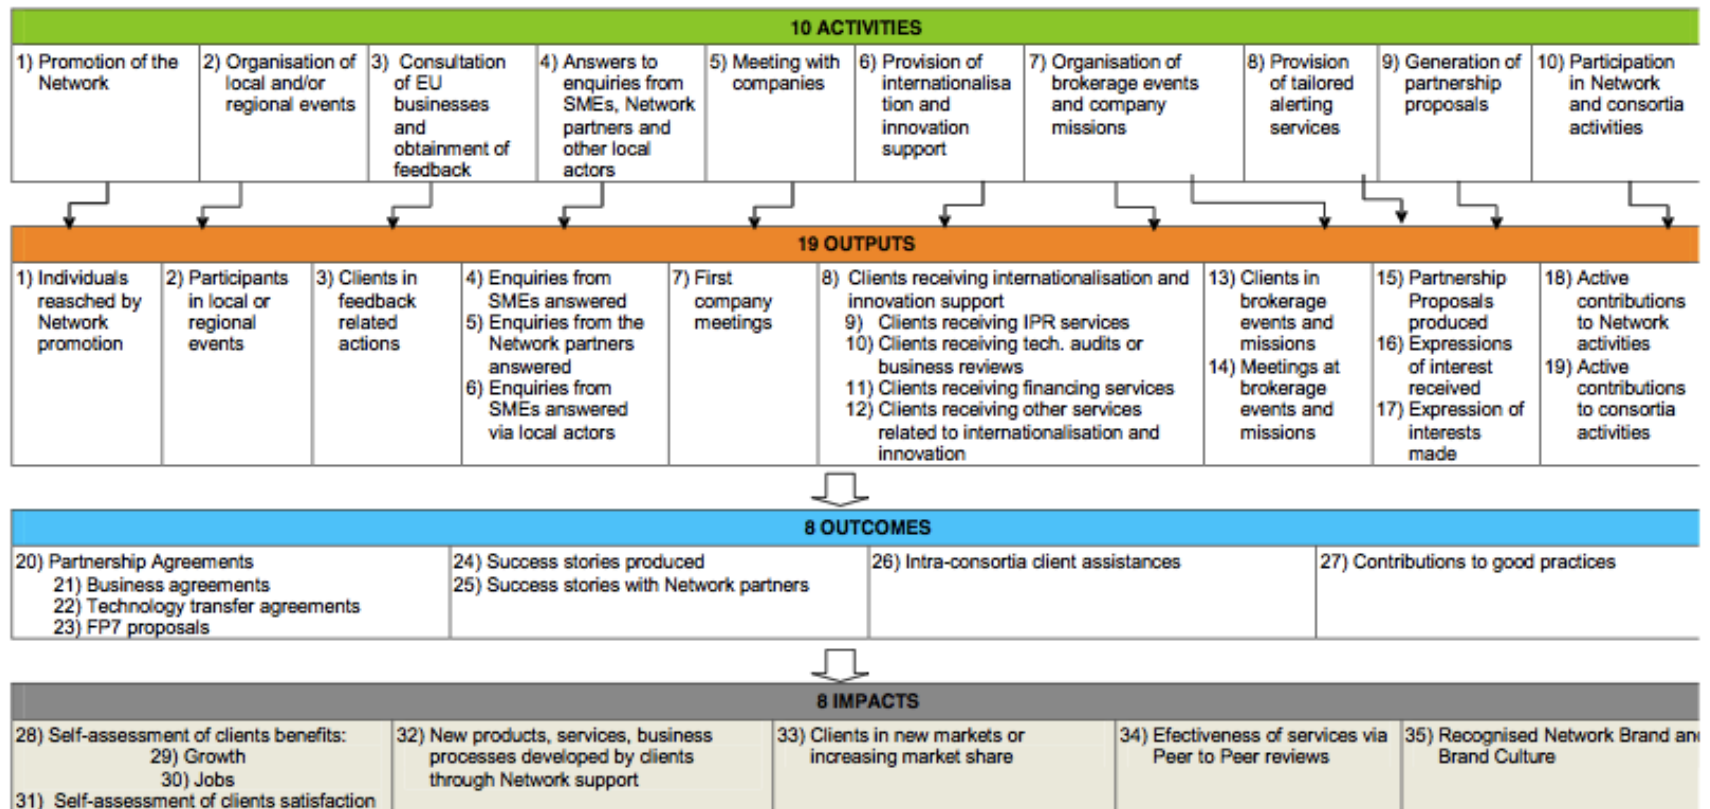 10 ACTIVITIES
1) Promotion of the
Network
2) Organisation of
local and/or
regional events
3) Consultation
of EU
businesses
and
obtainment of
feedback
4) Answers to
enquiries from
SMEs, Network
partners and
other local
actors
5) Meeting with
companies
6) Provision of
internationalisa
tion and
innovation
support
7) Organisation of
brokerage events
and company
missions
8) Provision
of tailored
alerting
services
9) Generation of
partnership
proposals
10) Participation
in Network
and consortia
activities
19 OUTPUTS
1) Individuals
reasched by
Network
promotion
2) Participants
in local or
regional
events
3) Clients in
feedback
related
actions
4) Enquiries from
SMEs answered
5) Enquiries from the
Network partners
answered
6) Enquiries from
SMEs answered
via local actors
7) First
company
meetings
8) Clients receiving internationalisation and
innovation support
9) Clients receiving IPR services
10) Clients receiving tech. audits or
business reviews
11) Clients receiving financing services
12) Clients receiving other services
related to internationalisation and
innovation
13) Clients in
brokerage
events and
missions
14) Meetings at
brokerage
events and
missions
15) Partnership
Proposals
produced
16) Expressions
of interest
received
17) Expression of
interests
made
18) Active
contributions
to Network
activities
19) Active
contributions
to consortia
activities
8 OUTCOMES
20) Partnership Agreements
21) Business agreements
22) Technology transfer agreements
23) FP7 proposals
24) Success stories produced
25) Success stories with Network partners
26) Intra-consortia client assistances
27) Contributions to good practices
8 IMPACTS
28) Self-assessment of clients benefits:
29) Growth
30) Jobs
31) Self-assessment of clients satisfaction
32) New products, services, business
processes developed by clients
through Network support
33) Clients in new markets or
increasing market share
34) Efectiveness of services via
Peer to Peer reviews
35) Recognised Network Brand and
Brand Culture